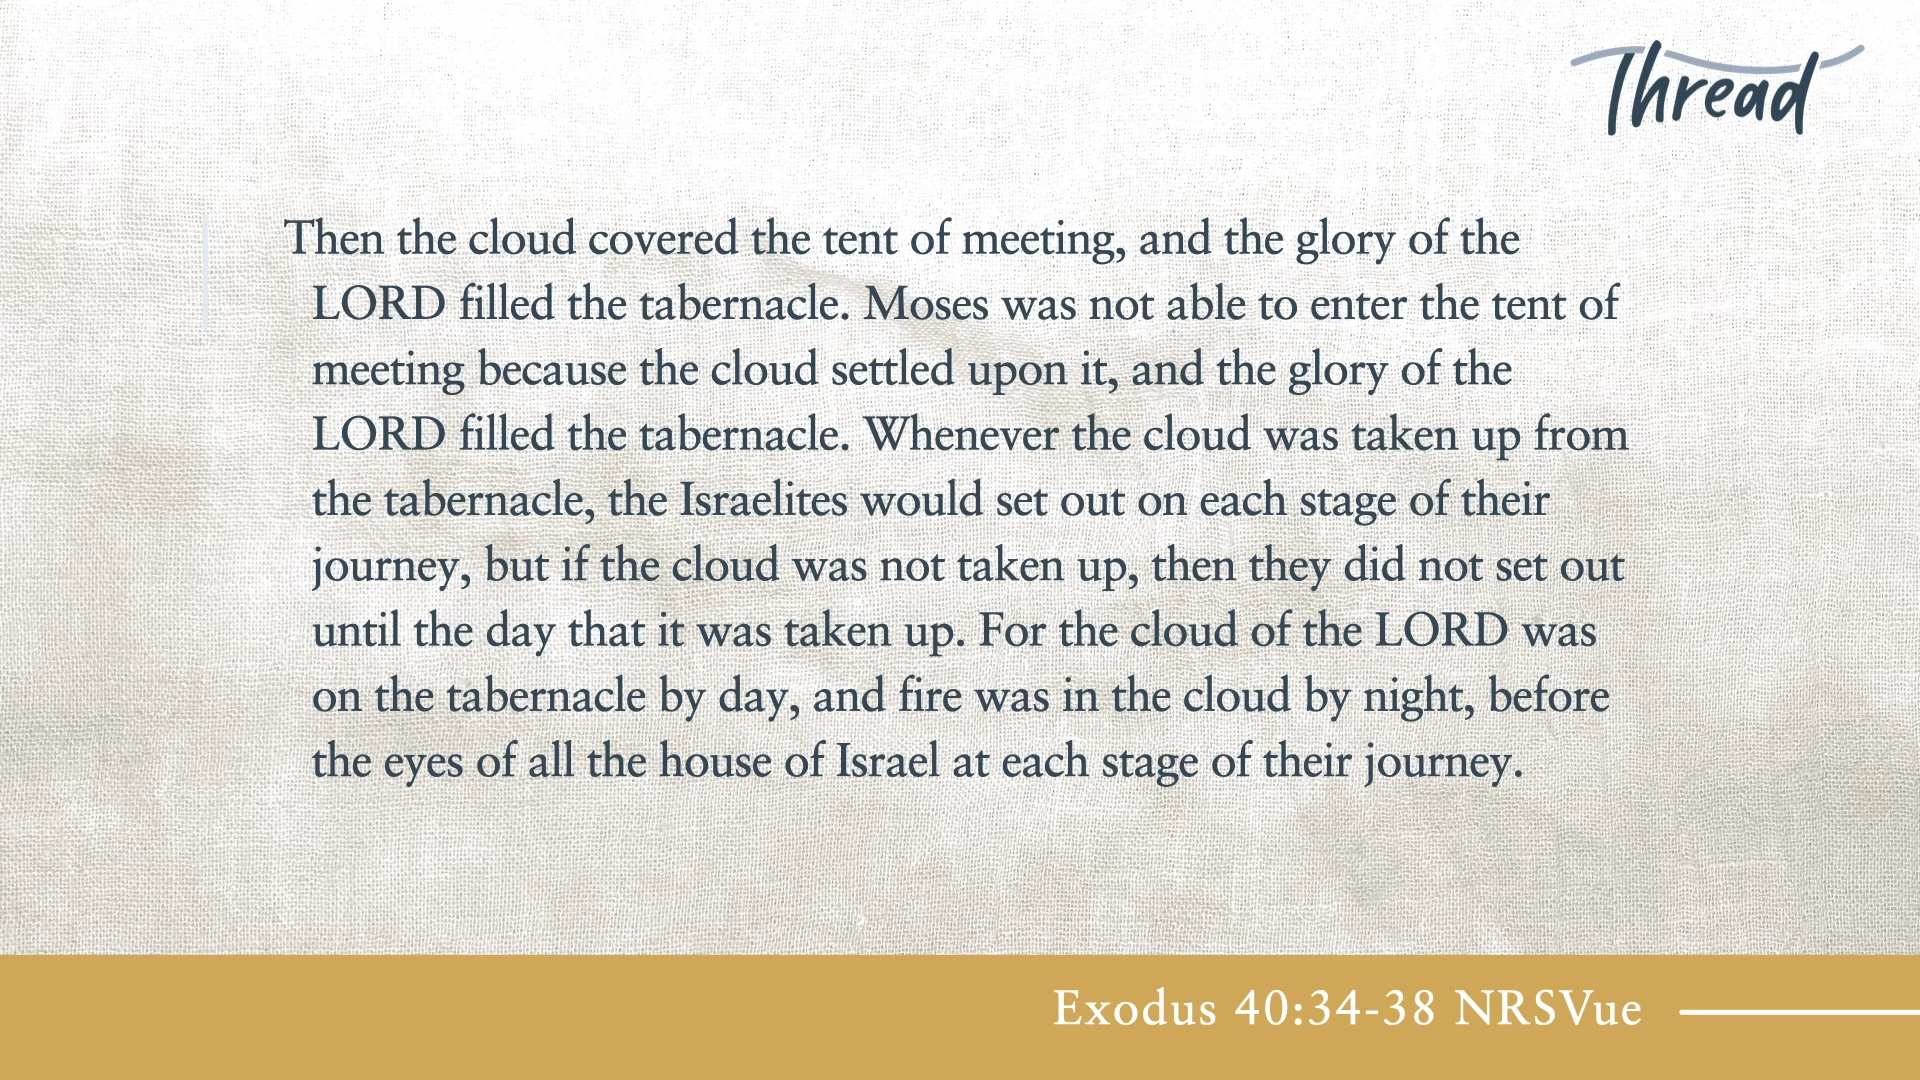 Thread
Then the cloud covered the tent of meeting, and the glory of the
LORD filled the tabernacle. Moses was not able to enter the tent of
meeting because the cloud settled upon it, and the glory of the
LORD filled the tabernacle. Whenever the cloud was taken up from
the tabernacle, the Israelites would set out on each stage of their
journey, but if the cloud was not taken up, then they did not set out
until the day that it was taken up. For the cloud of the LORD was
on the tabernacle by day, and fire was in the cloud by night, before
the eyes of all the house of Israel at each stage of their journey.
Exodus 40:34-38 NRSVue